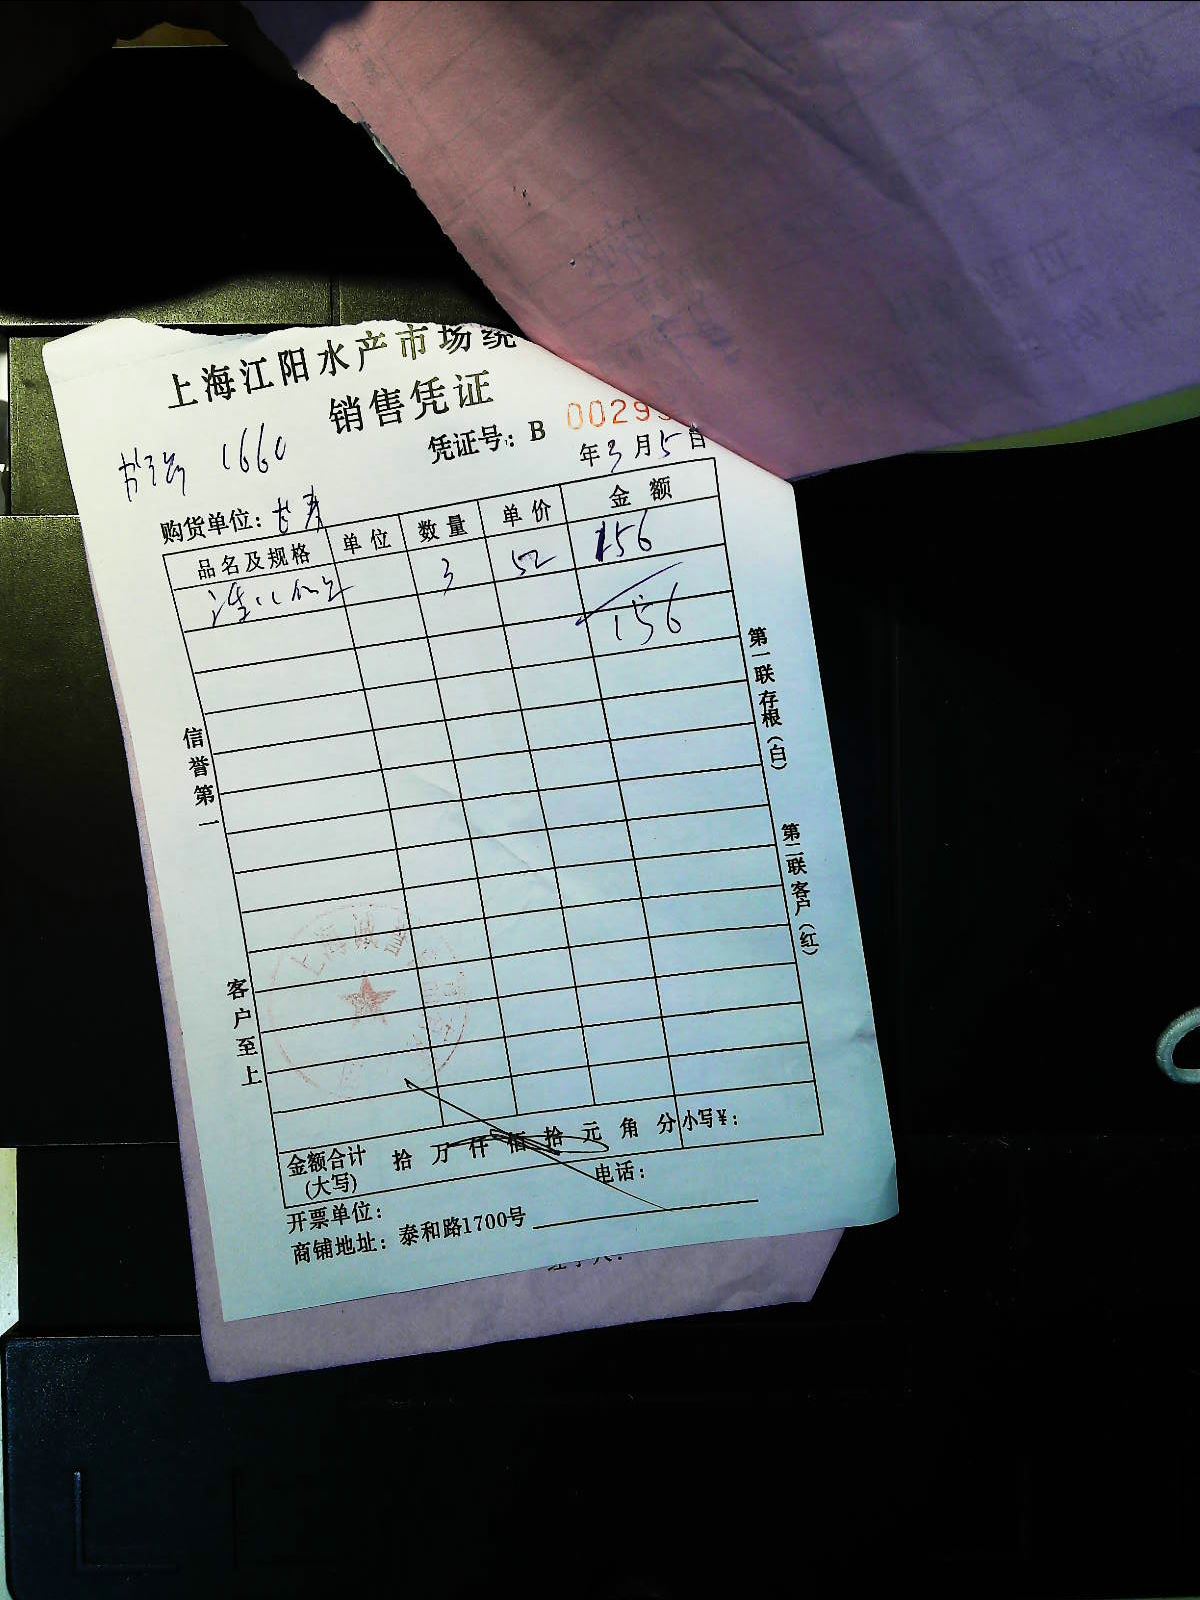 上海江阳水产市场统
销售凭证
凭证号: B 00299
1660
年3月5日
购货单位: 长寿
品名及规格 单位 数量 单价 金额
3 52 156
156
信誉第一
客户至上
第一联存根(白)
第二联客户(红)
金额合计(大写) 拾 万 仟 佰 拾 元 角 分 小写¥:
开票单位: 电话:
商铺地址: 泰和路1700号